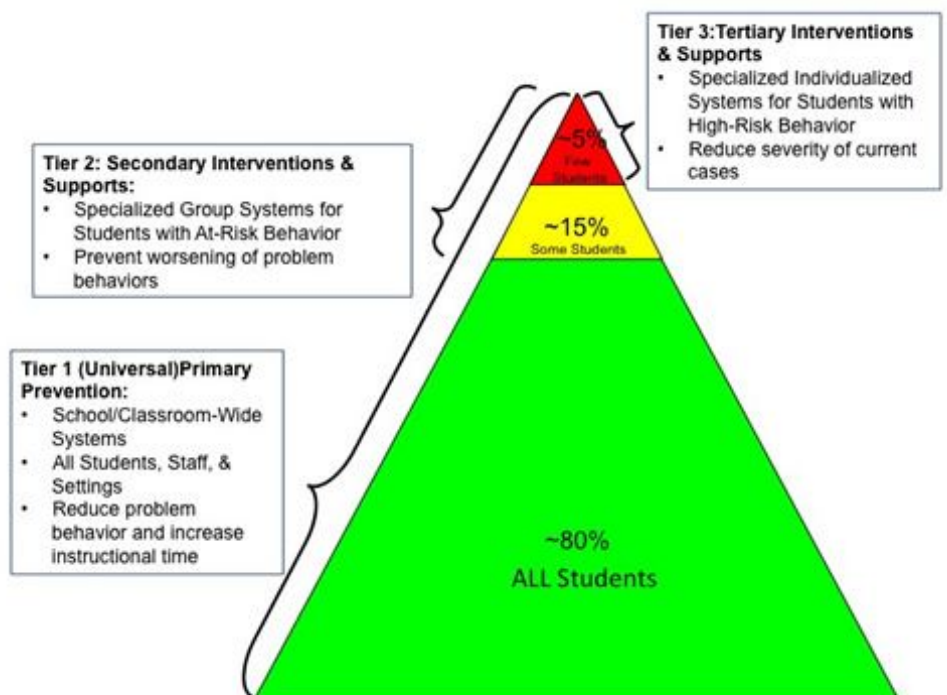 Tier 3:Tertiary Interventions
& Supports
• Specialized Individualized
Systems for Students with
High-Risk Behavior
• Reduce severity of current
cases
Tier 2: Secondary Interventions &
Supports:
• Specialized Group Systems for
Students with At-Risk Behavior
• Prevent worsening of problem
behaviors
Tier 1 (Universal)Primary
Prevention:
• School/Classroom-Wide
Systems
• All Students, Staff, &
Settings
• Reduce problem
behavior and increase
instructional time
~5%
Few
Students
~15%
Some Students
~80%
ALL Students